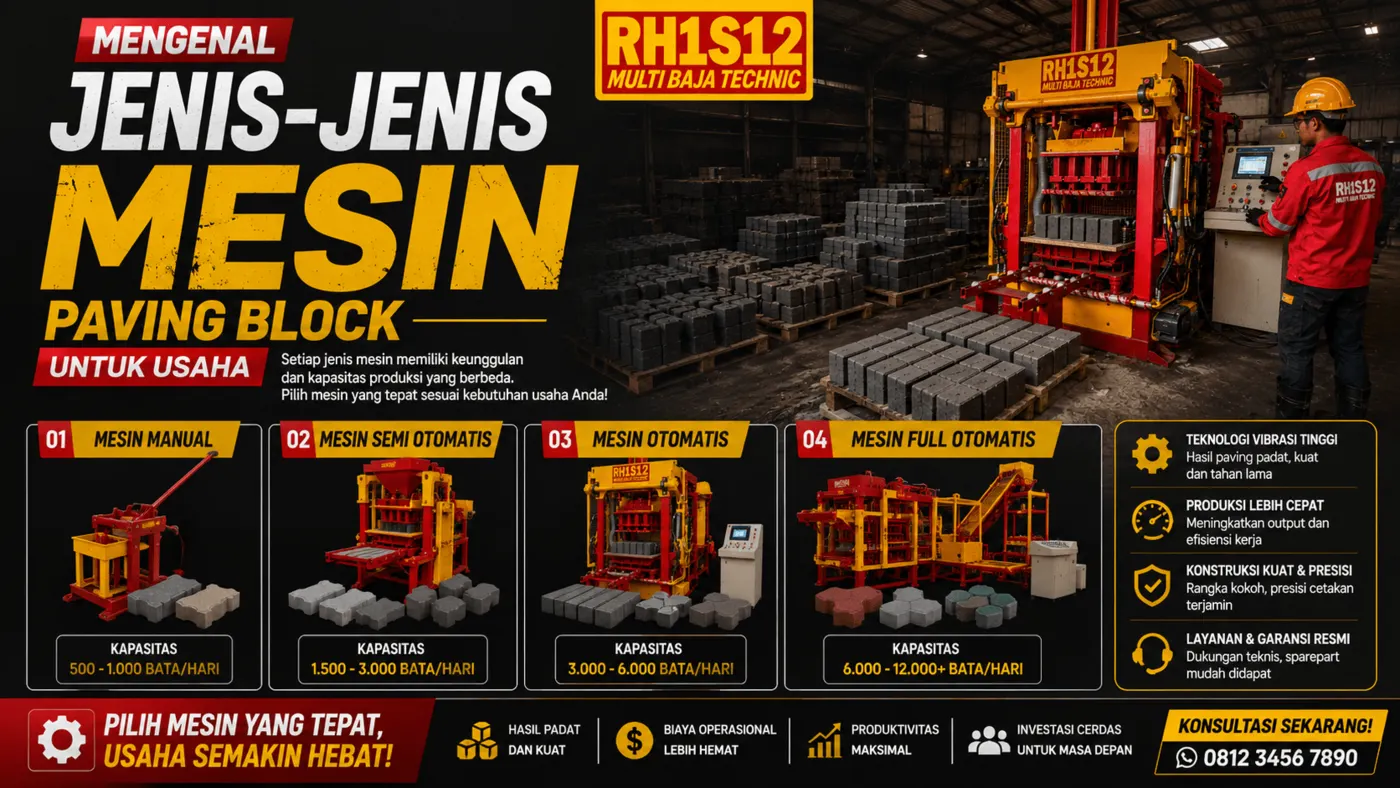 MENGENAL
JENIS-JENIS
MESIN
PAVING BLOCK
UNTUK USAHA
Setiap jenis mesin memiliki keunggulan
dan kapasitas produksi yang berbeda.
Pilih mesin yang tepat sesuai kebutuhan usaha Anda!
RH1S12
MULTI BAJA TECHNIC
RH1S12
MULTI BAJA TECHNIC
RH1S12
MULTI BAJA TECHNIC
01 MESIN MANUAL
KAPASITAS
500 - 1.000 BATA/HARI
02 MESIN SEMI OTOMATIS
KAPASITAS
1.500 - 3.000 BATA/HARI
03 MESIN OTOMATIS
RH1S12
KAPASITAS
3.000 - 6.000 BATA/HARI
04 MESIN FULL OTOMATIS
KAPASITAS
6.000 - 12.000+ BATA/HARI
TEKNOLOGI VIBRASI TINGGI
Hasil paving padat, kuat
dan tahan lama
PRODUKSI LEBIH CEPAT
Meningkatkan output dan
efisiensi kerja
KONSTRUKSI KUAT & PRESISI
Rangka kokoh, presisi cetakan
terjamin
LAYANAN & GARANSI RESMI
Dukungan teknis, sparepart
mudah didapat
PILIH MESIN YANG TEPAT,
USAHA SEMAKIN HEBAT!
HASIL PADAT
DAN KUAT
BIAYA OPERASIONAL
LEBIH HEMAT
PRODUKTIVITAS
MAKSIMAL
INVESTASI CERDAS
UNTUK MASA DEPAN
KONSULTASI SEKARANG!
0812 3456 7890